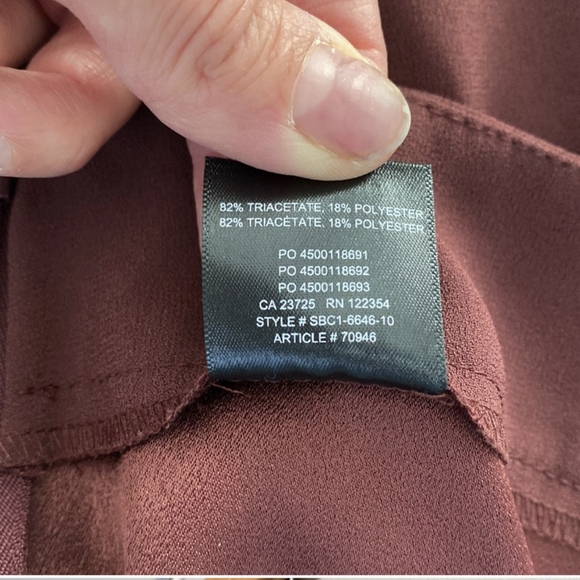 82% TRIACETATE, 18% POLYESTER
82% TRIACÉTATE, 18% POLYESTER
PO 4500118691
PO 4500118692
PO 4500118693
CA 23725 RN 122354
STYLE # SBC1-6646-10
ARTICLE # 70946